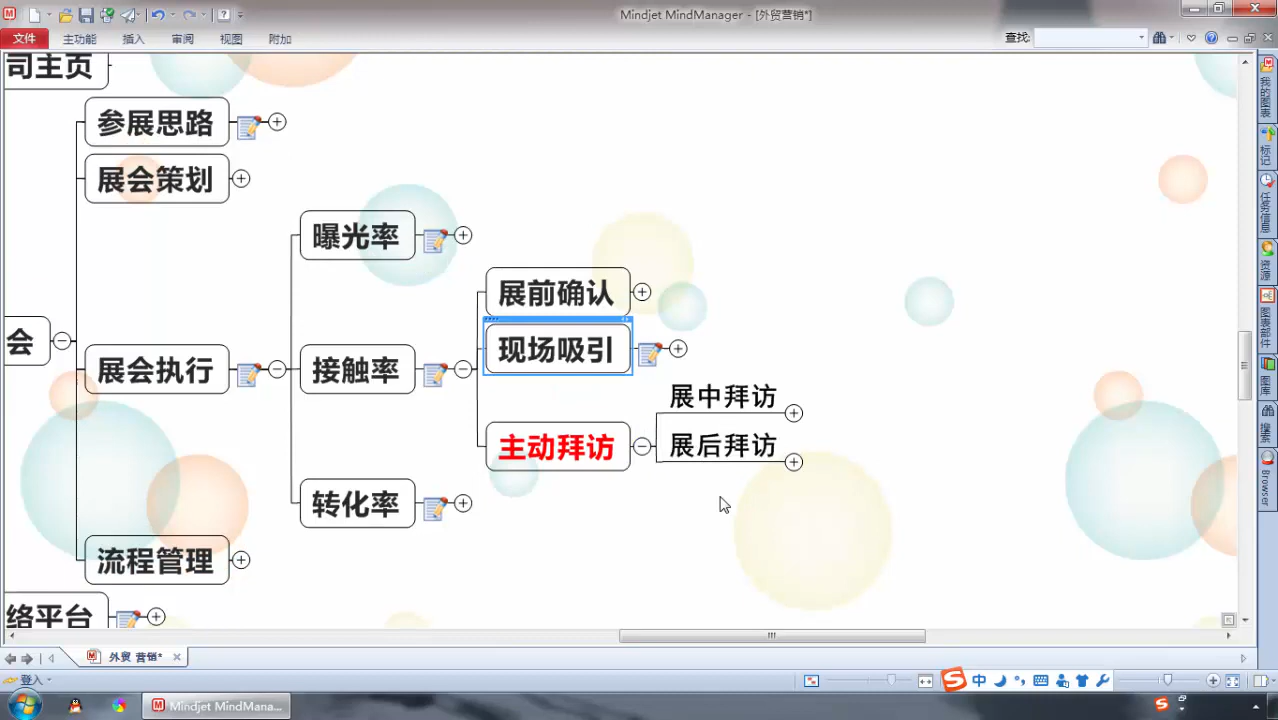 Mindjet MindManager - [外贸营销*]
文件
主功能
插入
审阅
视图
附加
查找:
司主页
参展思路
展会策划
曝光率
展前确认
会
展会执行
接触率
现场吸引
展中拜访
主动拜访
展后拜访
转化率
流程管理
络平台
我的图表
标记
任务信息
资源
图表部件
图库
搜索
Browser
外贸 营销*
登入
中
Mindjet MindMana...